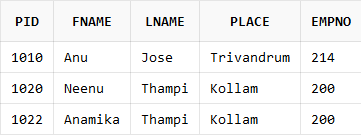 PID FNAME LNAME PLACE EMPNO
1010 Anu Jose Trivandrum 214
1020 Neenu Thampi Kollam 200
1022 Anamika Thampi Kollam 200